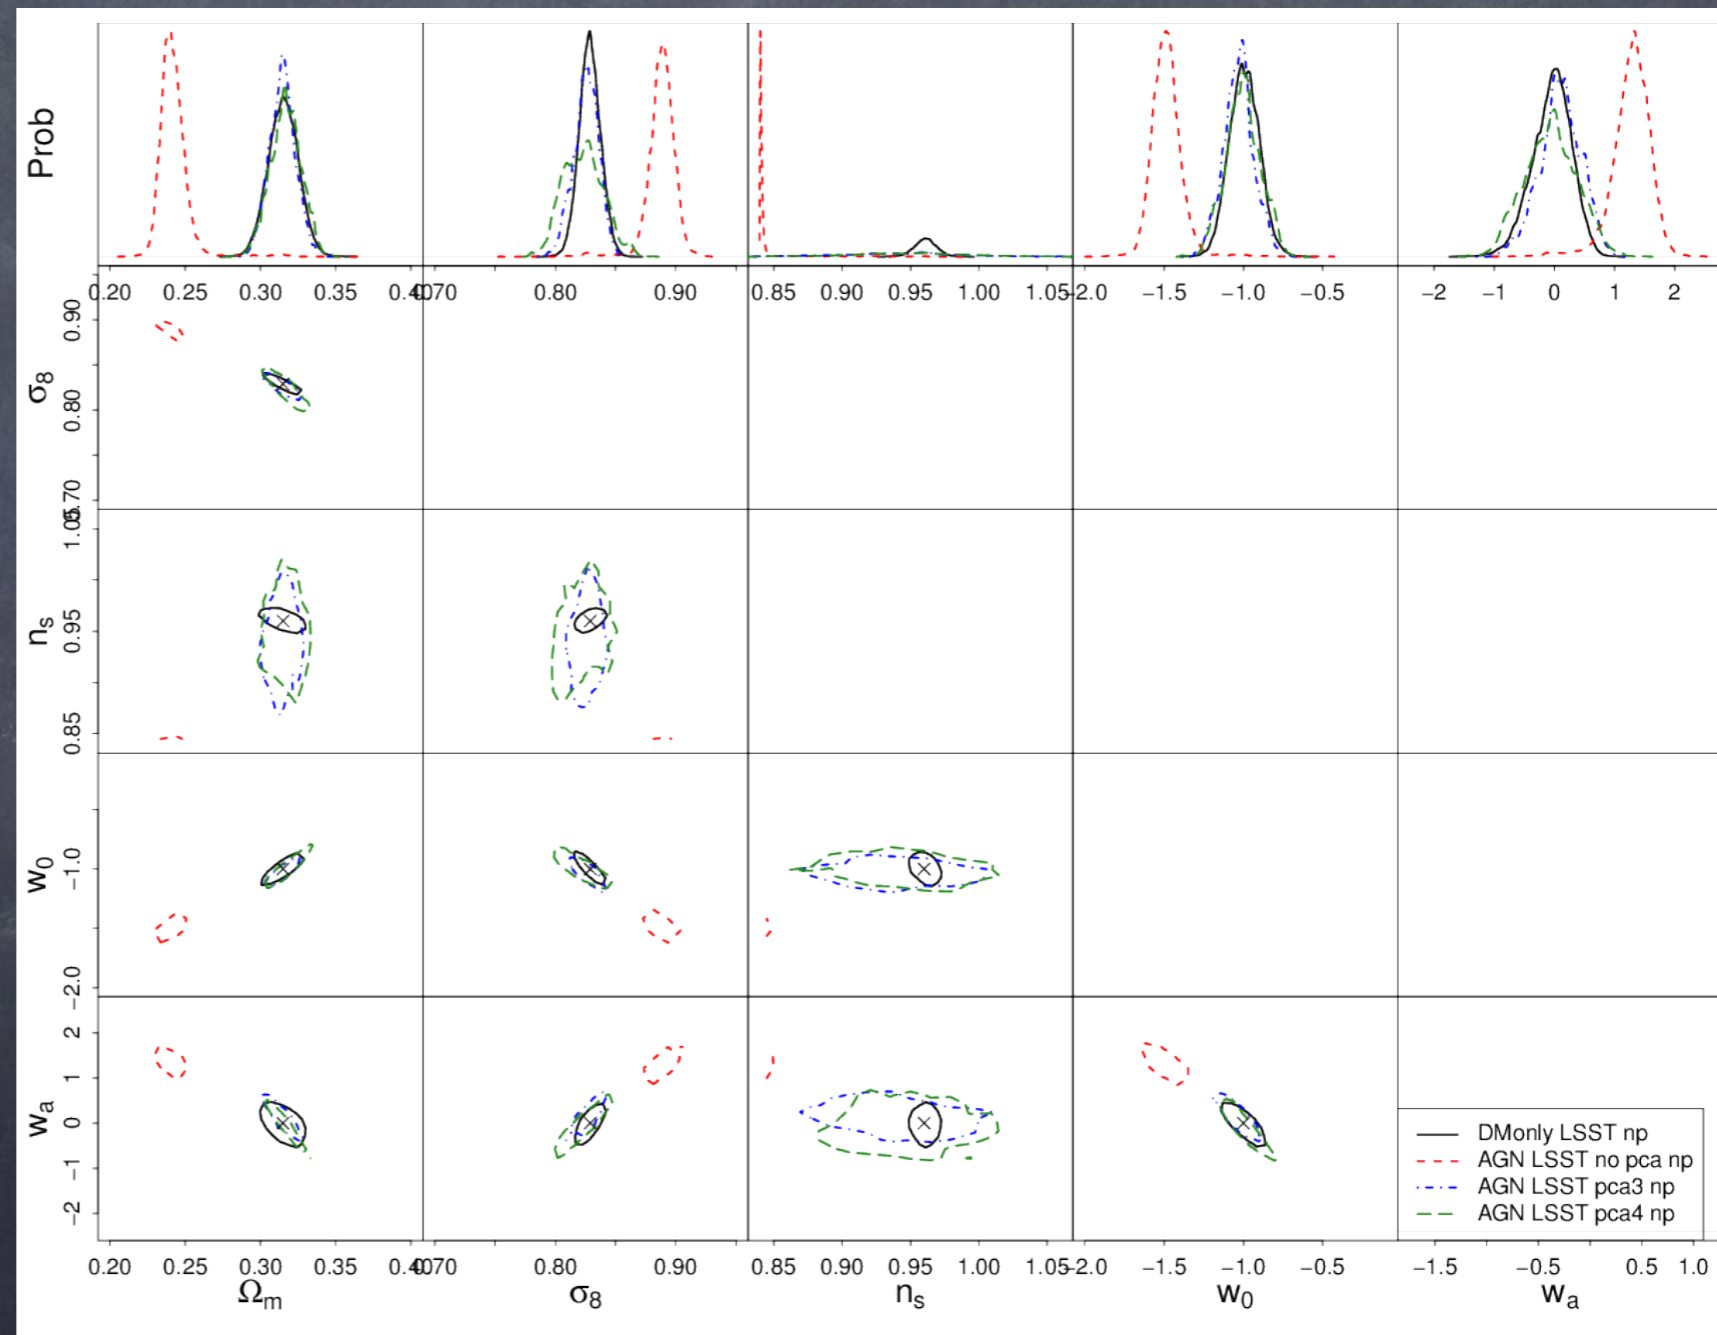 Prob
0.20 0.25 0.30 0.35 0.40
0.70 0.80 0.90
0.85 0.90 0.95 1.00 1.05
−2.0 −1.5 −1.0 −0.5
−2 −1 0 1 2
σ8
0.70 0.80 0.90
ns
0.85 0.95 1.05
w0
−2.0 −1.0
wa
−2 −1 0 1 2
DMonly LSST np
AGN LSST no pca np
AGN LSST pca3 np
AGN LSST pca4 np
0.20 0.25 0.30 0.35 0.40
0.70 0.80 0.90
0.85 0.90 0.95 1.00 1.05
−2.0 −1.5 −1.0 −0.5
−1.5 −0.5 0.5 1.0
Ωm σ8 ns w0 wa